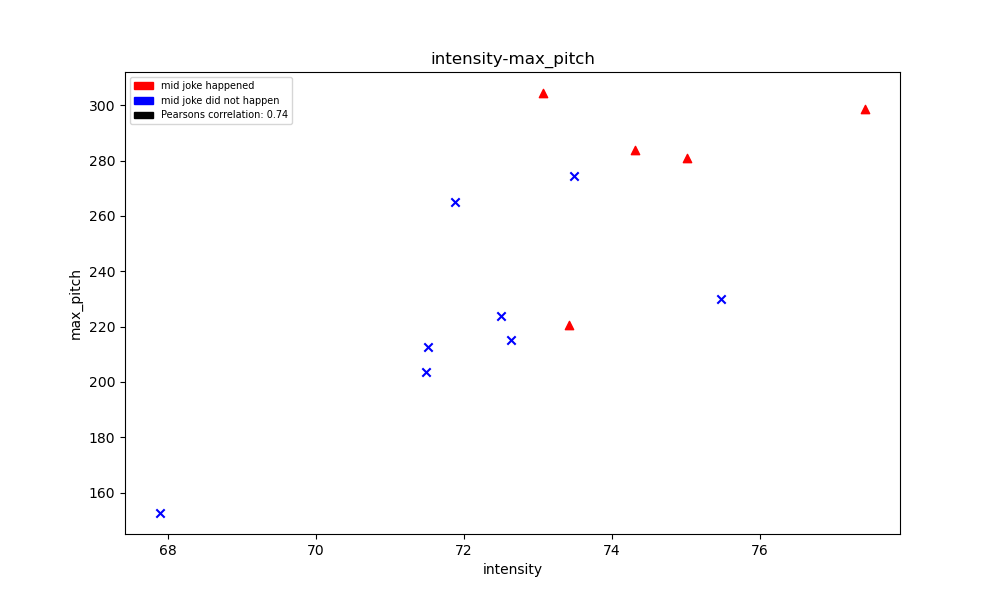 intensity-max_pitch
mid joke happened
mid joke did not happen
Pearsons correlation: 0.74
max_pitch
300
280
260
240
220
200
180
160
68
70
72
74
76
intensity